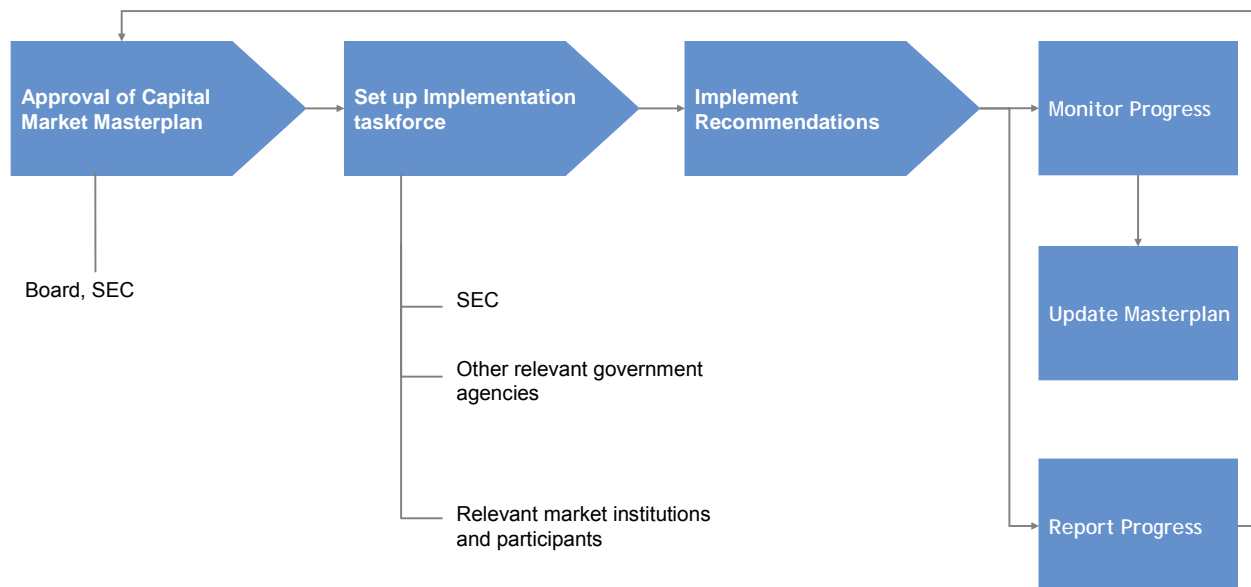 Approval of Capital
Market Masterplan
Set up Implementation
taskforce
Implement
Recommendations
Monitor Progress
Board, SEC
SEC
Update Masterplan
Other relevant government
agencies
Relevant market institutions
and participants
Report Progress